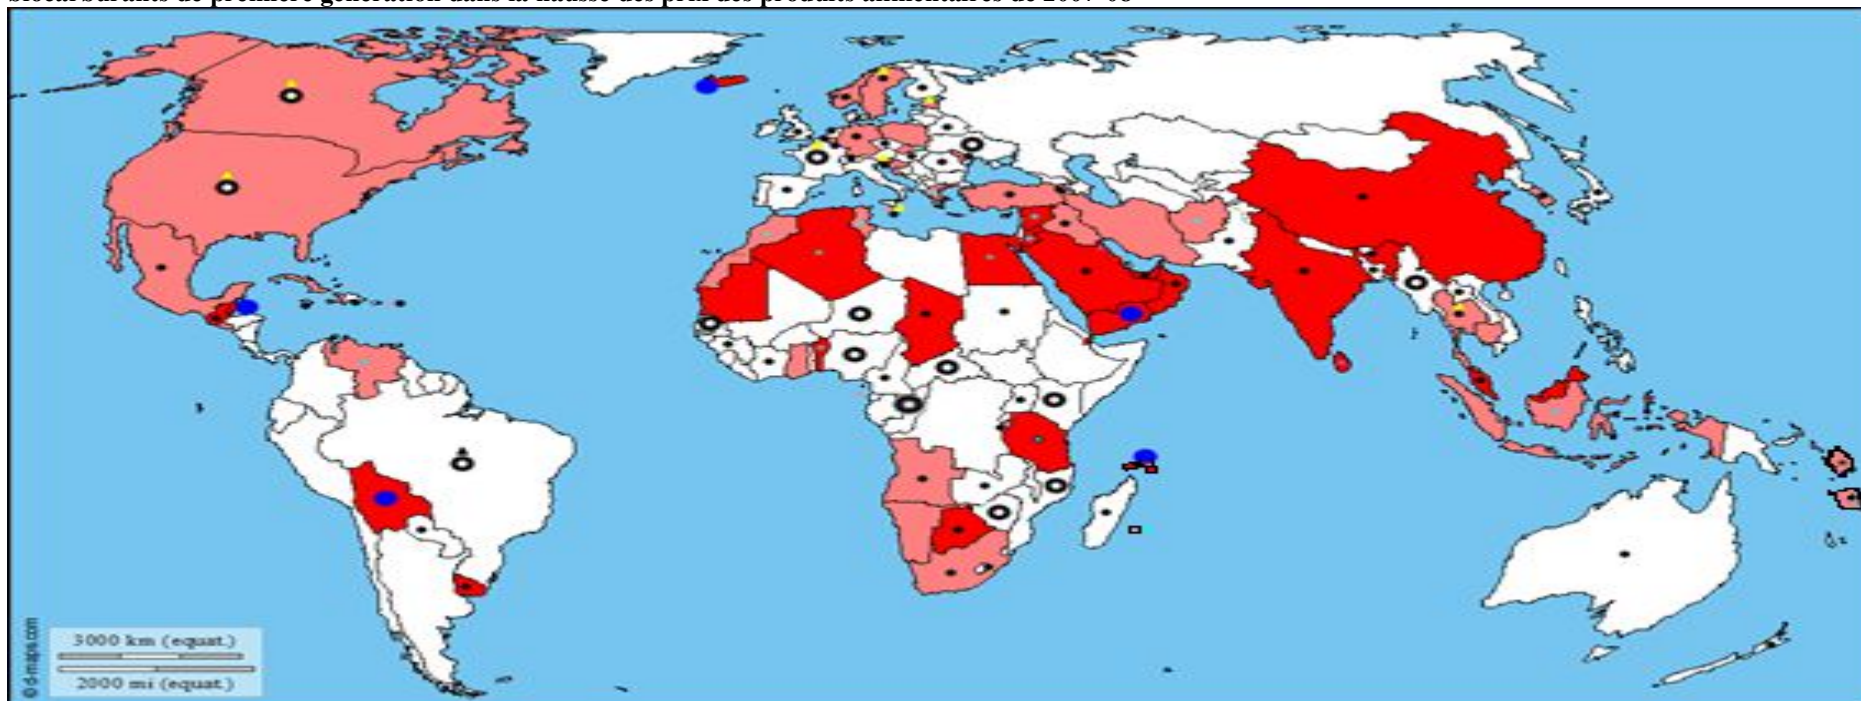 biocarburants de première génération dans la hausse des prix des produits alimentaires de 2007-08
3000 km (equat.)
2000 mi (equat.)
© d-maps.com